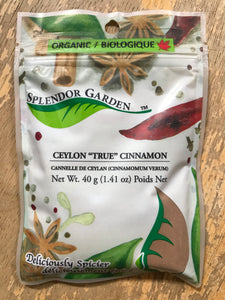 ORGANIC / BIOLOGIQUE
SPLENDOR GARDEN™
CEYLON "TRUE" CINNAMON
CANNELLE DE CEYLAN (CINNAMOMUM VERUM)
Net Wt. 40 g (1.41 oz) Poids Net
Deliciously Spicier